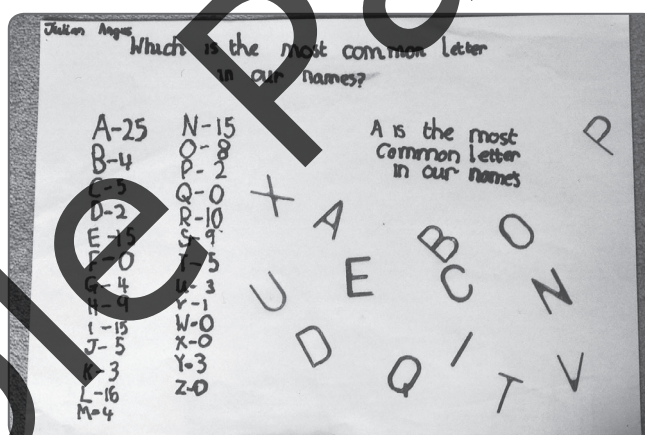 Julian Angus
Which is the most common letter
in our names?
A-25
B-4
C-5
D-2
E-15
F-0
G-4
H-9
I-15
J-5
K-3
L-16
M-4
N-15
O-8
P-2
Q-0
R-10
S-9
T-5
U-3
V-1
W-0
X-0
Y-3
Z-0
A is the most
common letter
in our names
P
X
A
B
O
U
E
C
N
D
Q
I
T
V